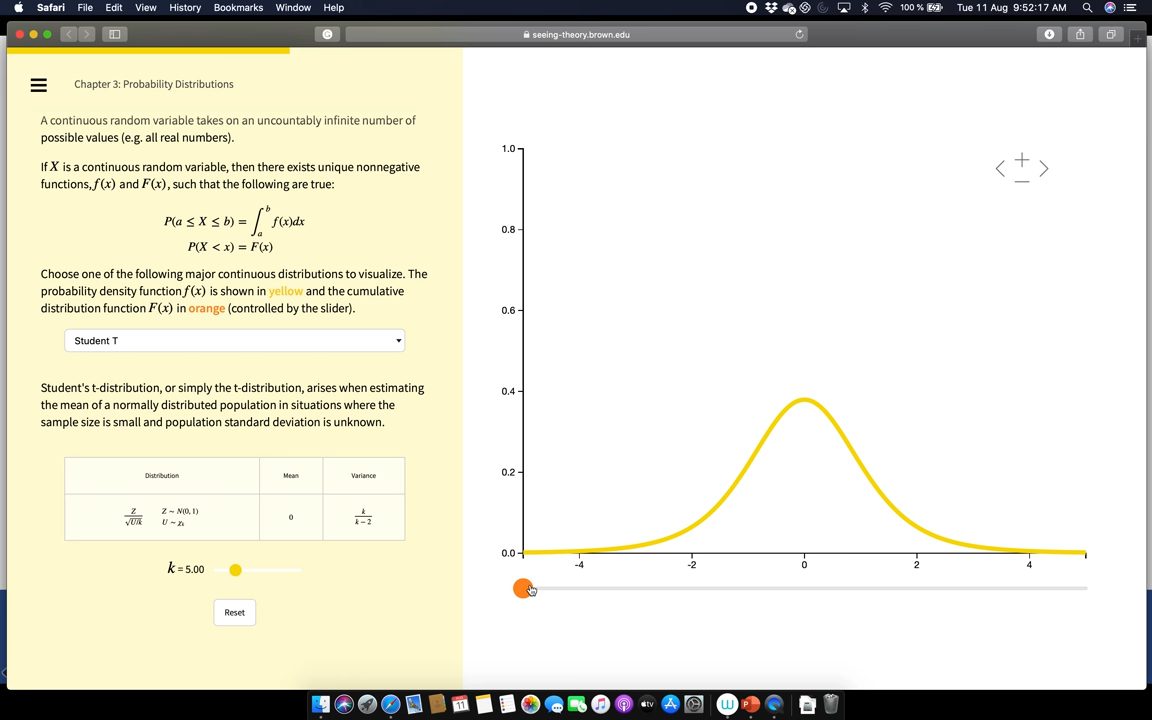 Safari File Edit View History Bookmarks Window Help 100 % Tue 11 Aug 9:52:17 AM
seeing-theory.brown.edu
Chapter 3: Probability Distributions
A continuous random variable takes on an uncountably infinite number of
possible values (e.g. all real numbers).
If X is a continuous random variable, then there exists unique nonnegative
functions, f(x) and F(x), such that the following are true:
P(a ≤ X ≤ b) = ∫_a^b f(x)dx
P(X < x) = F(x)
Choose one of the following major continuous distributions to visualize. The
probability density function f(x) is shown in yellow and the cumulative
distribution function F(x) in orange (controlled by the slider).
Student T
Student's t-distribution, or simply the t-distribution, arises when estimating
the mean of a normally distributed population in situations where the
sample size is small and population standard deviation is unknown.
Distribution Mean Variance
Z/√U/k Z ~ N(0, 1) 0 k/k − 2
U ~ χk
k = 5.00
Reset
1.0
0.8
0.6
0.4
0.2
0.0
-4 -2 0 2 4
11
tv
W
P